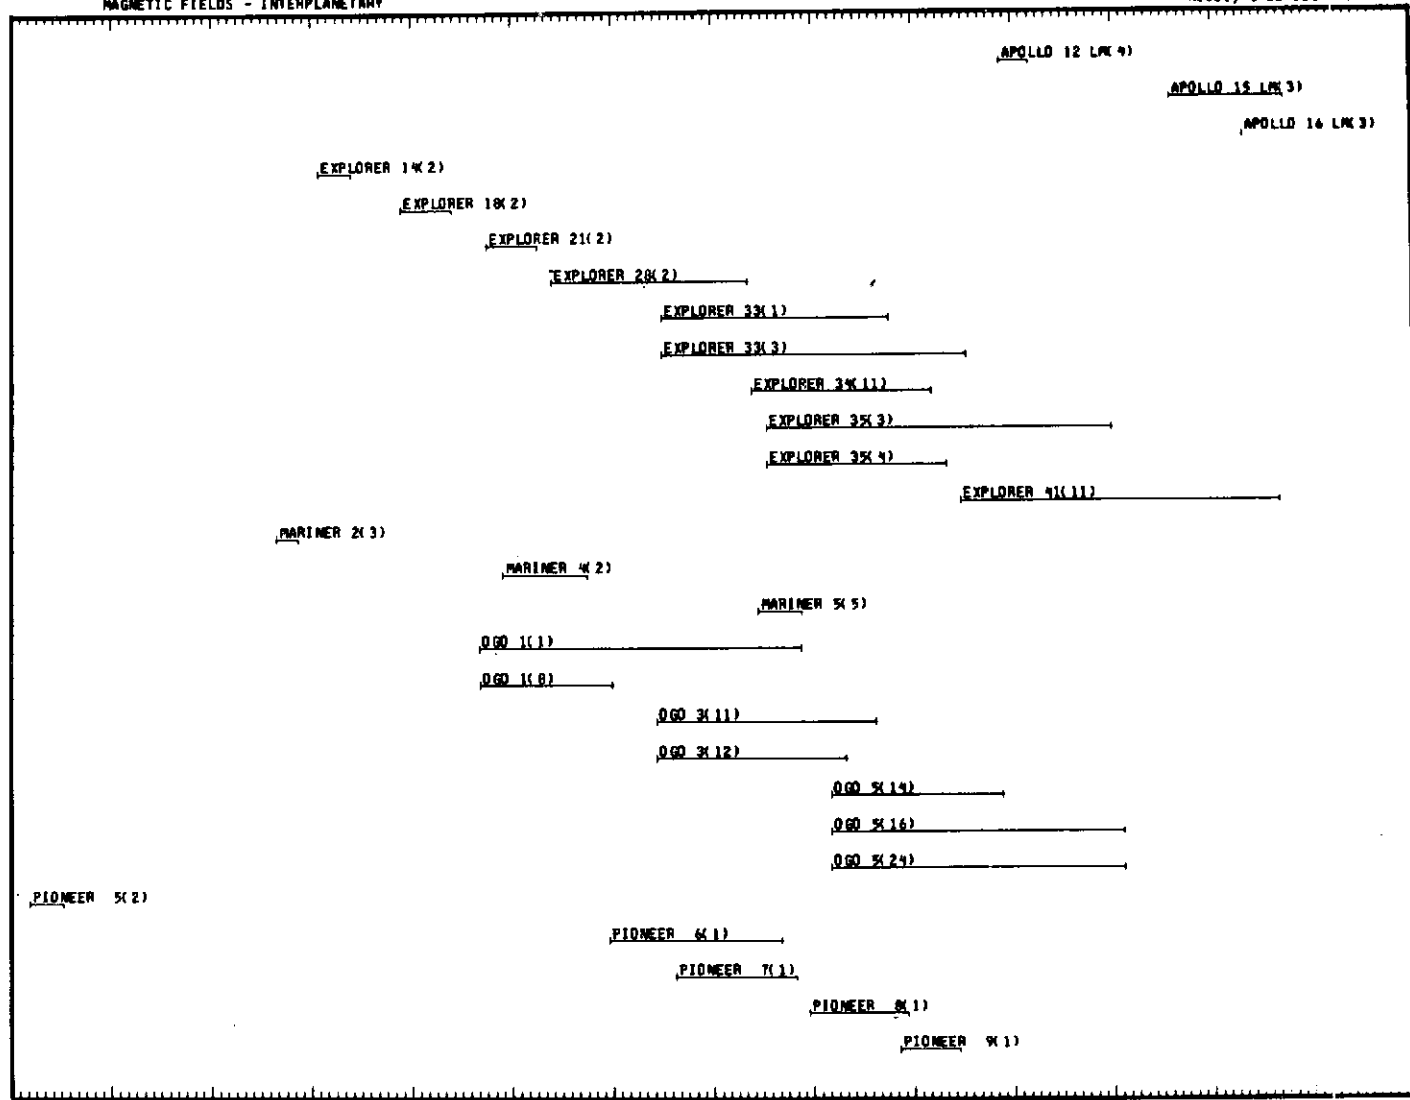 MAGNETIC FIELDS - INTERPLANETARY
APOLLO 12 LM(4)
APOLLO 15 LM(3)
APOLLO 16 LM(3)
EXPLORER 14(2)
EXPLORER 18(2)
EXPLORER 21(2)
EXPLORER 28(2)
EXPLORER 33(1)
EXPLORER 33(3)
EXPLORER 34(11)
EXPLORER 35(3)
EXPLORER 35(4)
EXPLORER 41(11)
MARINER 2(3)
MARINER 4(2)
MARINER 5(5)
OGO 1(1)
OGO 1(8)
OGO 3(11)
OGO 3(12)
OGO 5(14)
OGO 5(16)
OGO 5(24)
PIONEER 5(2)
PIONEER 6(1)
PIONEER 7(1)
PIONEER 8(1)
PIONEER 9(1)